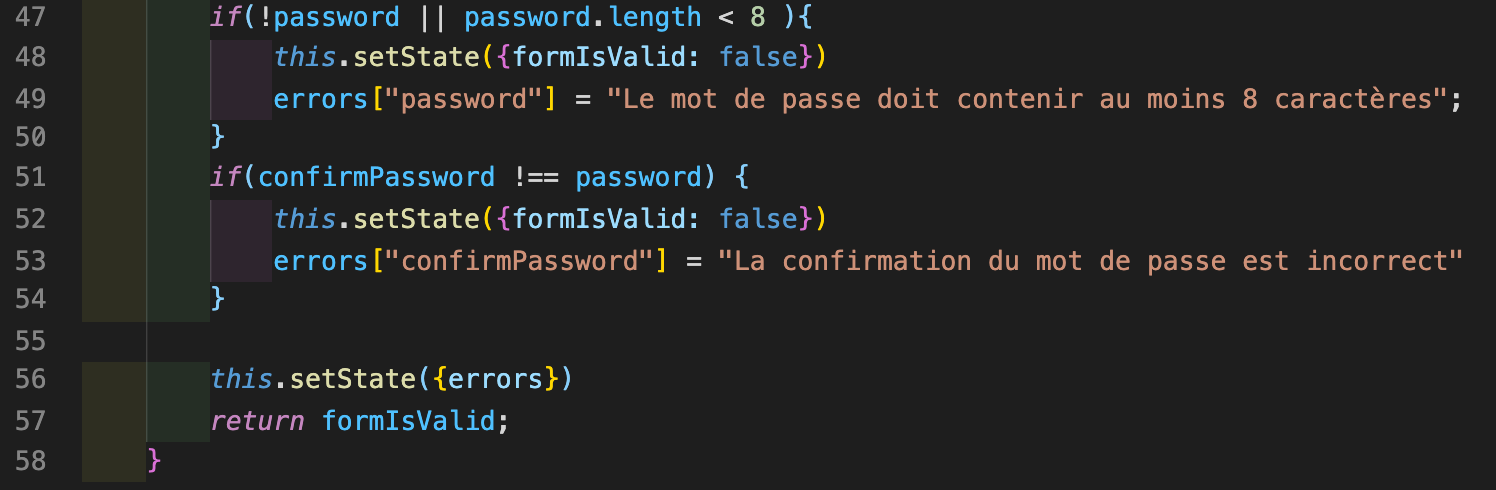 47 if(!password || password.length < 8 ){
48 this.setState({formIsValid: false})
49 errors["password"] = "Le mot de passe doit contenir au moins 8 caractères";
50 }
51 if(confirmPassword !== password) {
52 this.setState({formIsValid: false})
53 errors["confirmPassword"] = "La confirmation du mot de passe est incorrect"
54 }
55
56 this.setState({errors})
57 return formIsValid;
58 }